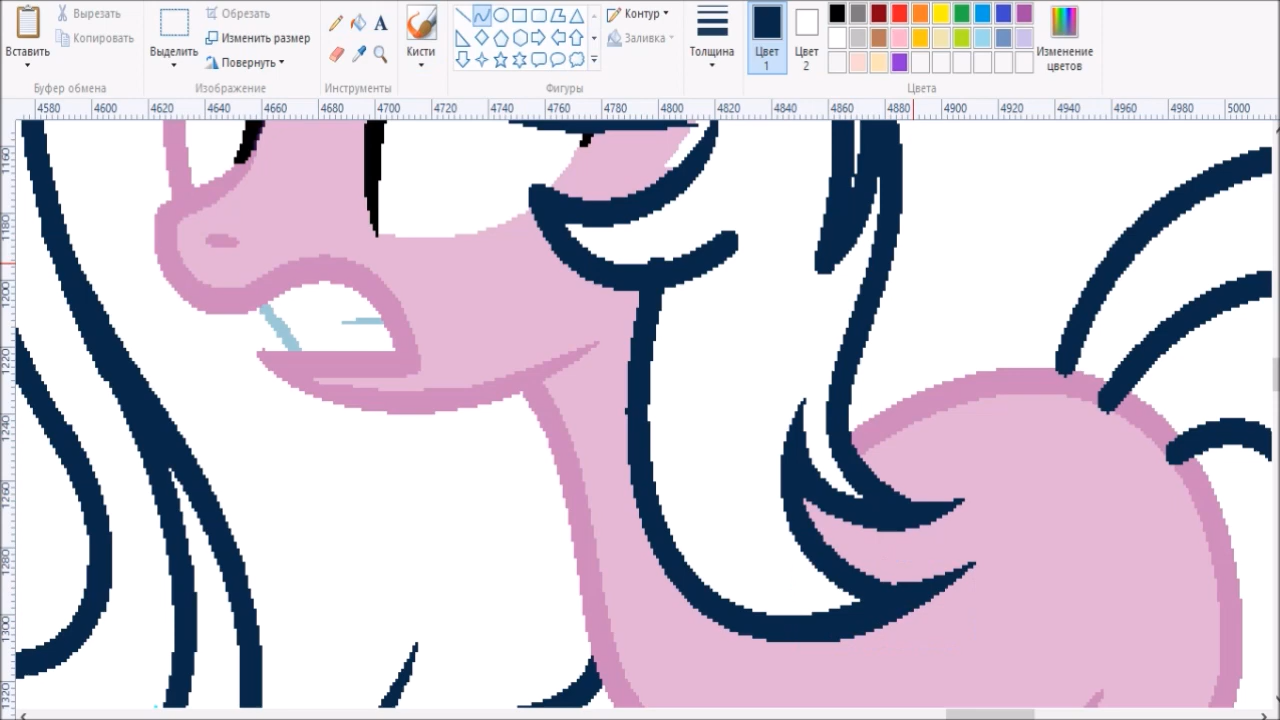 Вставить
Вырезать
Копировать
Буфер обмена
Выделить
Обрезать
Изменить размер
Повернуть
Изображение
A
Инструменты
Кисти
Контур
Заливка
Фигуры
Толщина
Цвет 1
Цвет 2
Изменение цветов
Цвета
4580 4600 4620 4640 4660 4680 4700 4720 4740 4760 4780 4800 4820 4840 4860 4880 4900 4920 4940 4960 4980 5000
1160
1180
1200
1220
1240
1260
1280
1300
1320